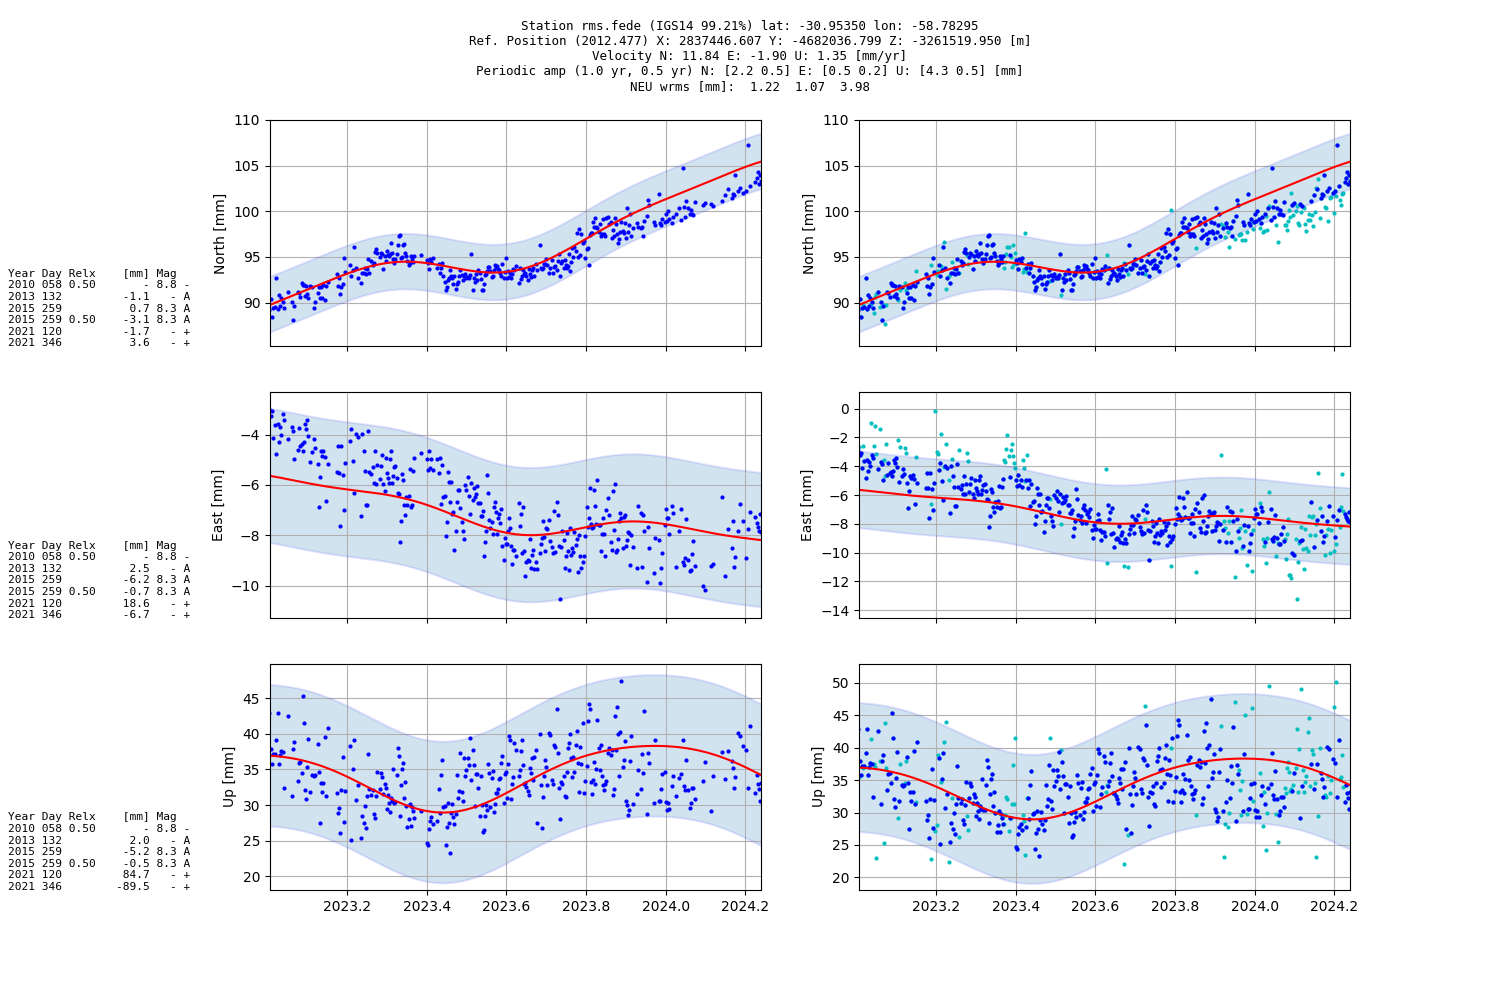 Station rms.fede (IGS14 99.21%) lat: -30.95350 lon: -58.78295
Ref. Position (2012.477) X: 2837446.607 Y: -4682036.799 Z: -3261519.950 [m]
Velocity N: 11.84 E: -1.90 U: 1.35 [mm/yr]
Periodic amp (1.0 yr, 0.5 yr) N: [2.2 0.5] E: [0.5 0.2] U: [4.3 0.5] [mm]
NEU wrms [mm]: 1.22 1.07 3.98
110
105
100
95
90
North [mm]
110
105
100
95
90
North [mm]
Year Day Relx [mm] Mag
2010 058 0.50 - 8.8 -
2013 132 -1.1 - A
2015 259 0.7 8.3 A
2015 259 0.50 -3.1 8.3 A
2021 120 -1.7 - +
2021 346 3.6 - +
−4
−6
−8
−10
East [mm]
0
−2
−4
−6
−8
−10
−12
−14
East [mm]
Year Day Relx [mm] Mag
2010 058 0.50 - 8.8 -
2013 132 2.5 - A
2015 259 -6.2 8.3 A
2015 259 0.50 -0.7 8.3 A
2021 120 18.6 - +
2021 346 -6.7 - +
45
40
35
30
25
20
Up [mm]
50
45
40
35
30
25
20
Up [mm]
Year Day Relx [mm] Mag
2010 058 0.50 - 8.8 -
2013 132 2.0 - A
2015 259 -5.2 8.3 A
2015 259 0.50 -0.5 8.3 A
2021 120 84.7 - +
2021 346 -89.5 - +
2023.2 2023.4 2023.6 2023.8 2024.0 2024.2
2023.2 2023.4 2023.6 2023.8 2024.0 2024.2